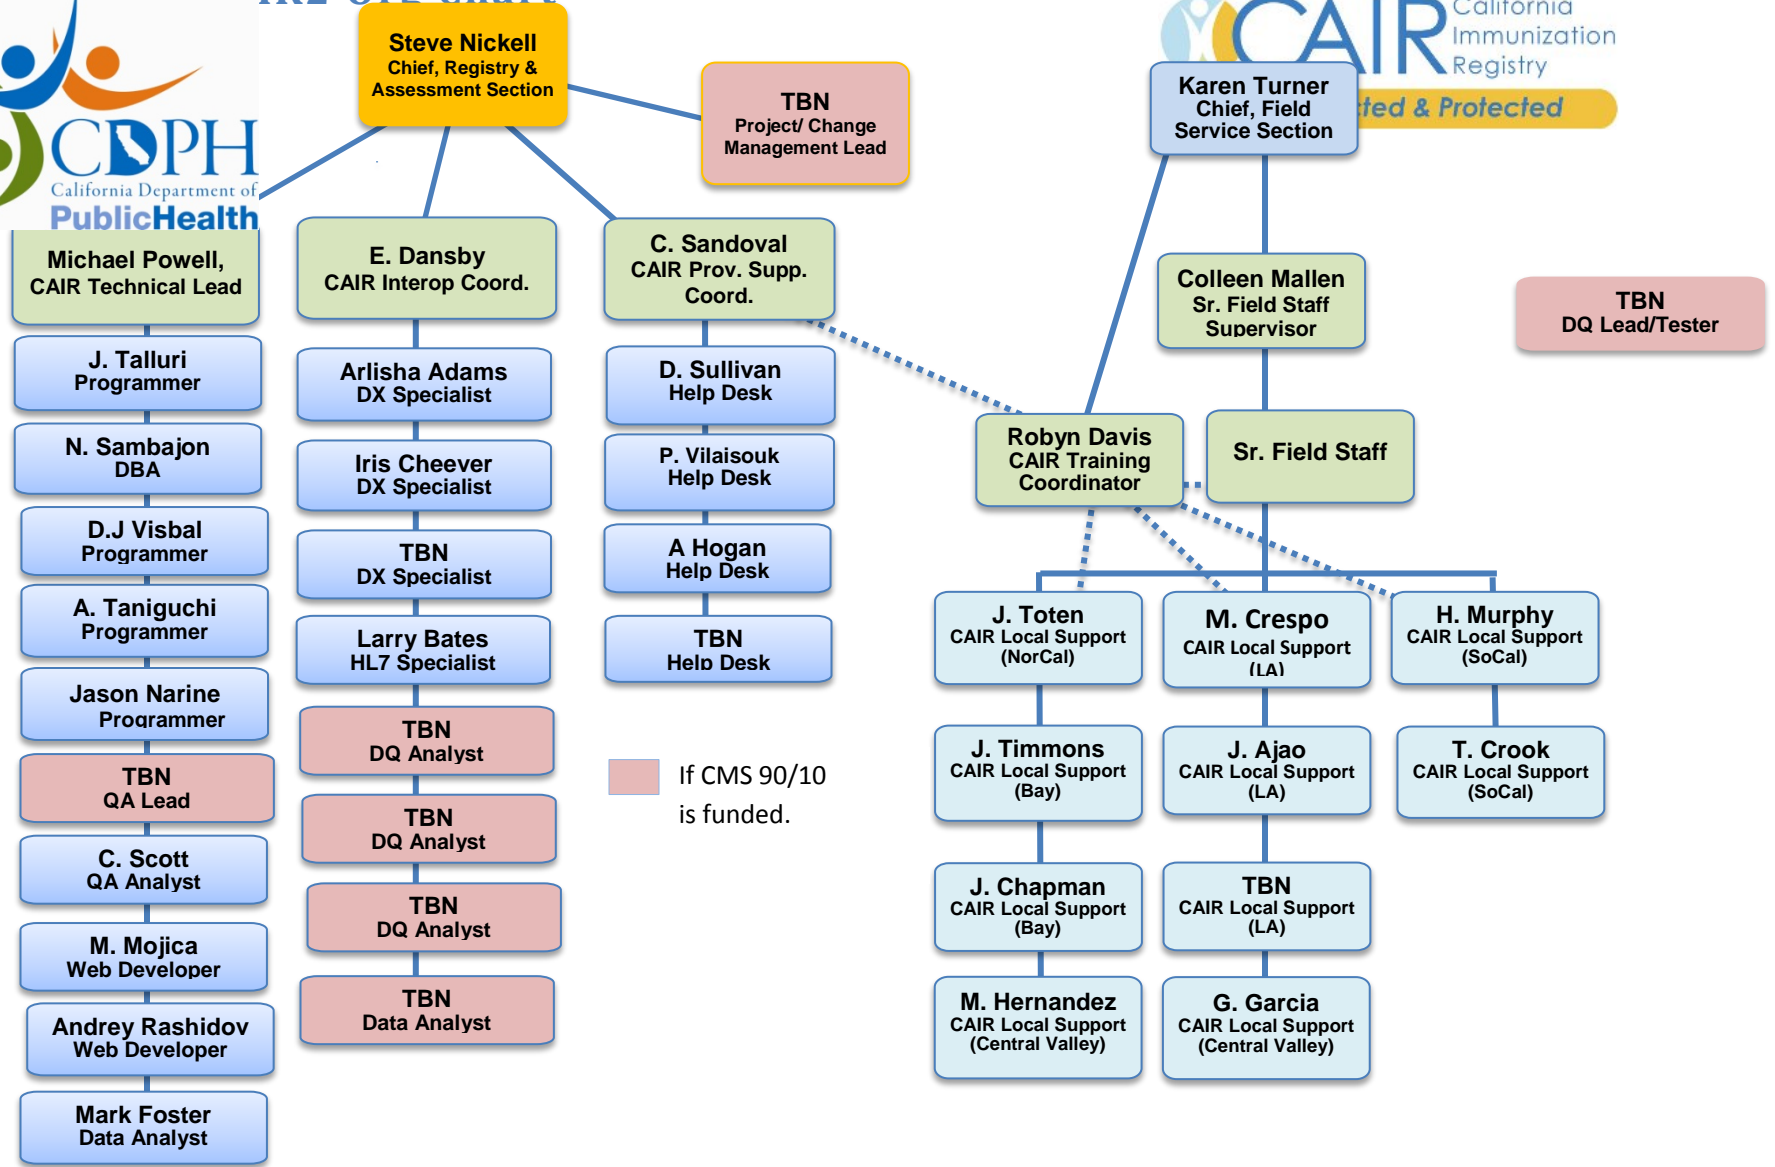 Org Chart
Steve Nickell
Chief, Registry &
Assessment Section
TBN
Project/ Change
Management Lead
California
Immunization
Registry
CAIR
& Protected
Karen Turner
Chief, Field
Service Section
CDPH
California Department of
PublicHealth
Michael Powell,
CAIR Technical Lead
E. Dansby
CAIR Interop Coord.
C. Sandoval
CAIR Prov. Supp.
Coord.
Colleen Mallen
Sr. Field Staff
Supervisor
TBN
DQ Lead/Tester
J. Talluri
Programmer
N. Sambajon
DBA
D.J Visbal
Programmer
A. Taniguchi
Programmer
Jason Narine
Programmer
TBN
QA Lead
C. Scott
QA Analyst
M. Mojica
Web Developer
Andrey Rashidov
Web Developer
Mark Foster
Data Analyst
Arlisha Adams
DX Specialist
Iris Cheever
DX Specialist
TBN
DX Specialist
Larry Bates
HL7 Specialist
TBN
DQ Analyst
TBN
DQ Analyst
TBN
DQ Analyst
TBN
Data Analyst
D. Sullivan
Help Desk
P. Vilaisouk
Help Desk
A Hogan
Help Desk
TBN
Help Desk
If CMS 90/10
is funded.
Robyn Davis
CAIR Training
Coordinator
Sr. Field Staff
J. Toten
CAIR Local Support
(NorCal)
J. Timmons
CAIR Local Support
(Bay)
J. Chapman
CAIR Local Support
(Bay)
M. Hernandez
CAIR Local Support
(Central Valley)
M. Crespo
CAIR Local Support
(LA)
J. Ajao
CAIR Local Support
(LA)
TBN
CAIR Local Support
(LA)
G. Garcia
CAIR Local Support
(Central Valley)
H. Murphy
CAIR Local Support
(SoCal)
T. Crook
CAIR Local Support
(SoCal)